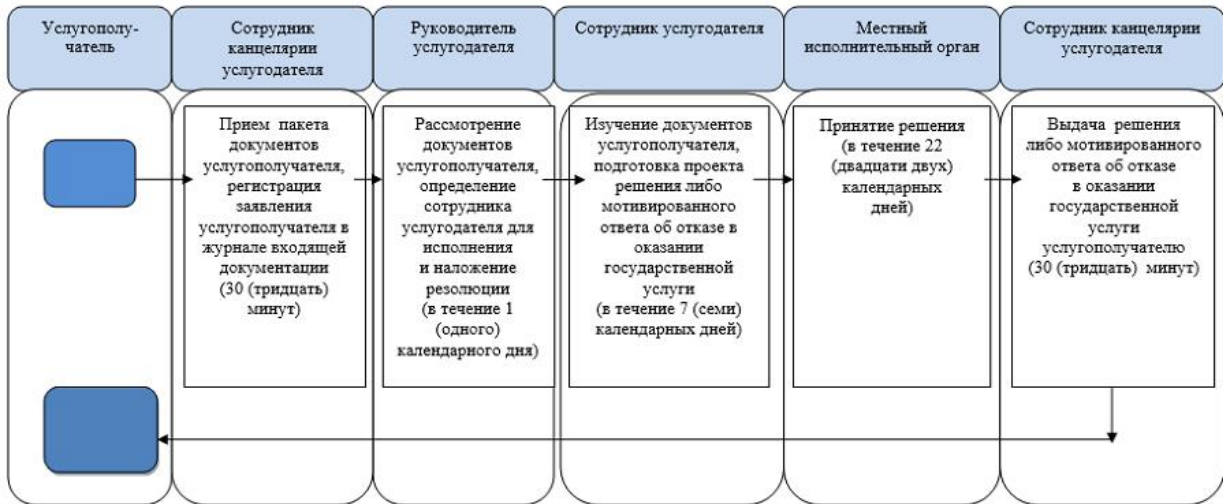 Услугополу-
чатель
Сотрудник
канцелярии
услугодателя
Руководитель
услугодателя
Сотрудник услугодателя
Местный
исполнительный орган
Сотрудник канцелярии
услугодателя
Прием пакета
документов
услугополучателя,
регистрация
заявления
услугополучателя в
журнале входящей
документации
(30 (тридцать)
минут)
Рассмотрение
документов
услугополучателя,
определение
сотрудника
услугодателя для
исполнения
и наложение
резолюции
(в течение 1
(одного)
календарного дня)
Изучение документов
услугополучателя,
подготовка проекта
решения либо
мотивированного
ответа об отказе в
оказании
государственной
услуги
(в течение 7 (семи)
календарных дней)
Принятие решения
(в течение 22
(двадцати двух)
календарных
дней)
Выдача решения
либо мотивированного
ответа об отказе
в оказании
государственной
услуги
услугополучателю
(30 (тридцать) минут)